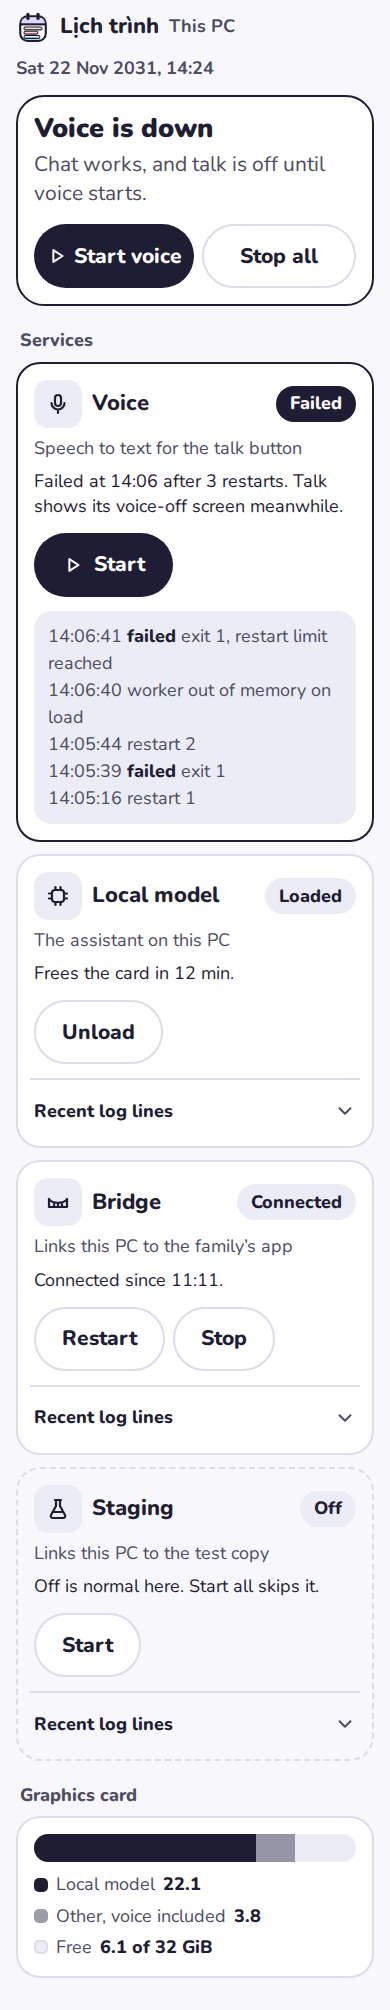 Lịch trình This PC
Sat 22 Nov 2031, 14:24
Voice is down
Chat works, and talk is off until
voice starts.
Start voice
Stop all
Services
Voice
Failed
Speech to text for the talk button
Failed at 14:06 after 3 restarts. Talk
shows its voice-off screen meanwhile.
Start
14:06:41 failed exit 1, restart limit
reached
14:06:40 worker out of memory on
load
14:05:44 restart 2
14:05:39 failed exit 1
14:05:16 restart 1
Local model
Loaded
The assistant on this PC
Frees the card in 12 min.
Unload
Recent log lines
Bridge
Connected
Links this PC to the family’s app
Connected since 11:11.
Restart
Stop
Recent log lines
Staging
Off
Links this PC to the test copy
Off is normal here. Start all skips it.
Start
Recent log lines
Graphics card
Local model 22.1
Other, voice included 3.8
Free 6.1 of 32 GiB